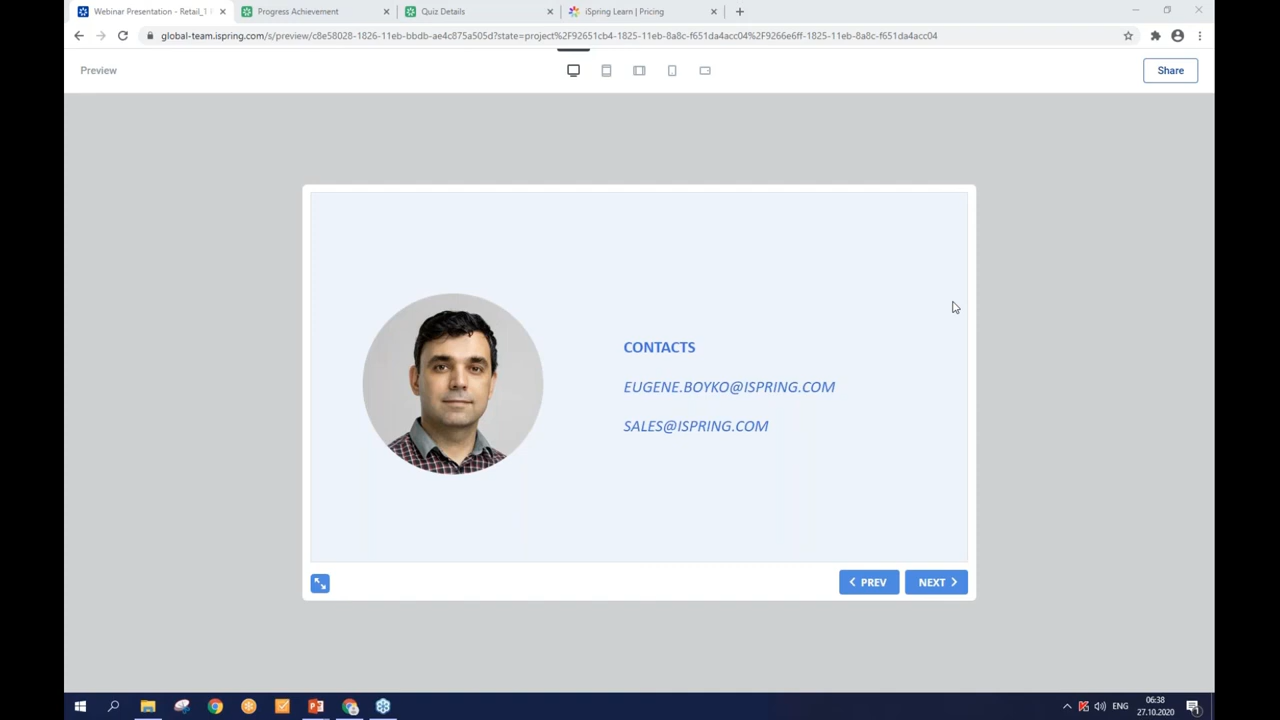 Webinar Presentation - Retail_1
Progress Achievement
Quiz Details
iSpring Learn | Pricing
global-team.ispring.com/s/preview/c8e58028-1826-11eb-bbdb-ae4c875a505d?state=project%2F92651cb4-1825-11eb-8a8c-f651da4acc04%2F9266e6ff-1825-11eb-8a8c-f651da4acc04
Preview
Share
CONTACTS
EUGENE.BOYKO@ISPRING.COM
SALES@ISPRING.COM
PREV
NEXT
ENG
06:38
27.10.2020